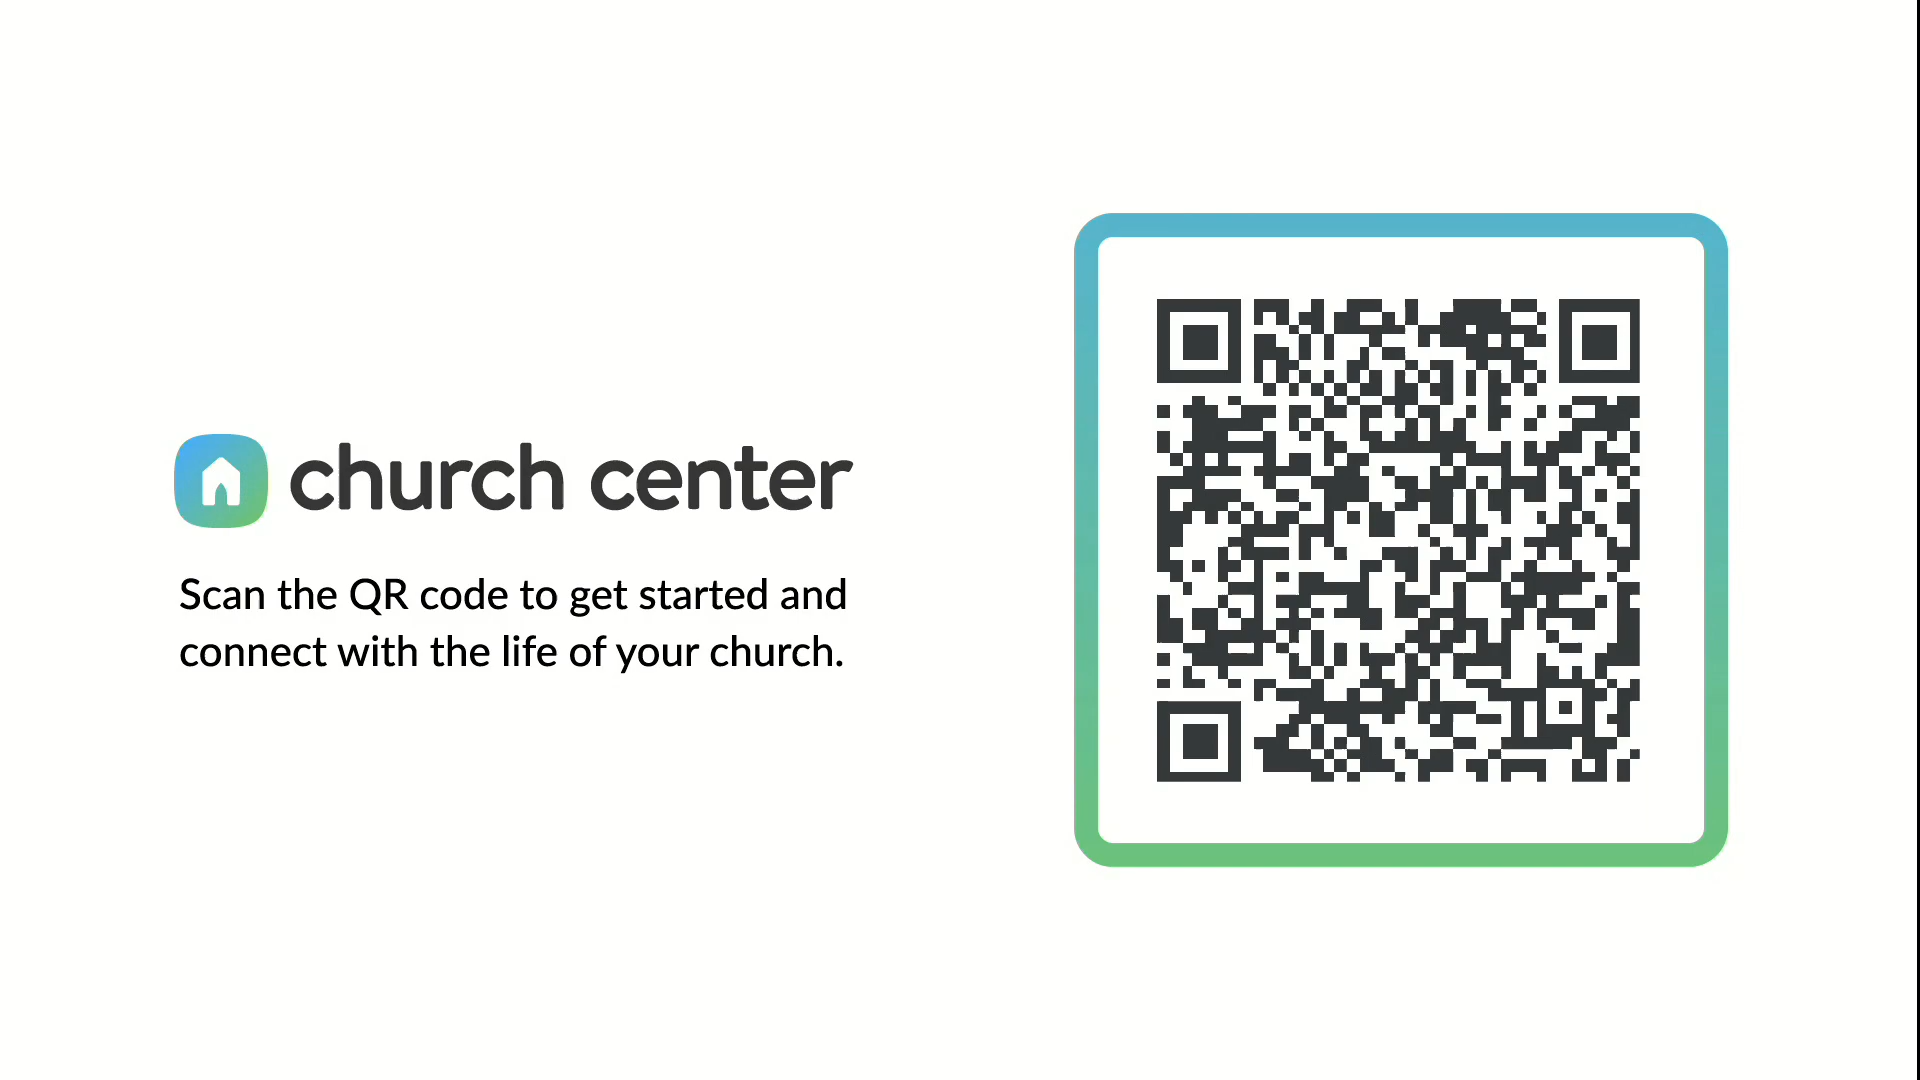 church center
Scan the QR code to get started and
connect with the life of your church.